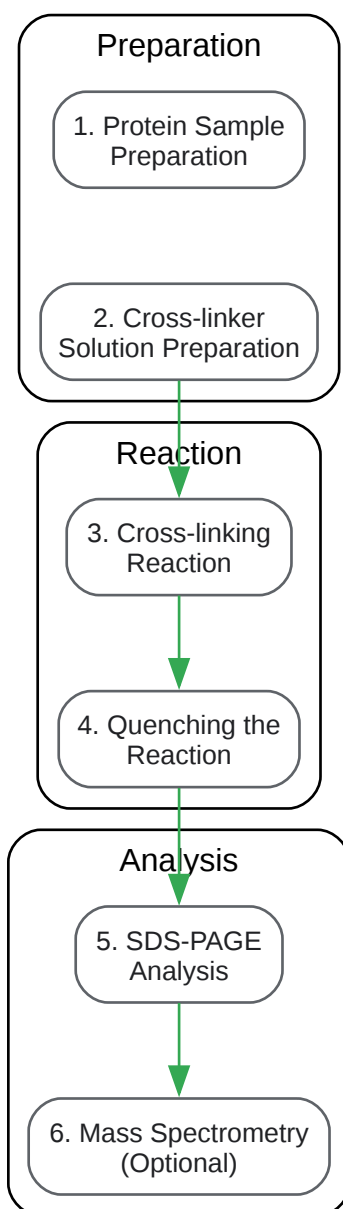 Preparation
1. Protein Sample
Preparation
2. Cross-linker
Solution Preparation
Reaction
3. Cross-linking
Reaction
4. Quenching the
Reaction
Analysis
5. SDS-PAGE
Analysis
6. Mass Spectrometry
(Optional)